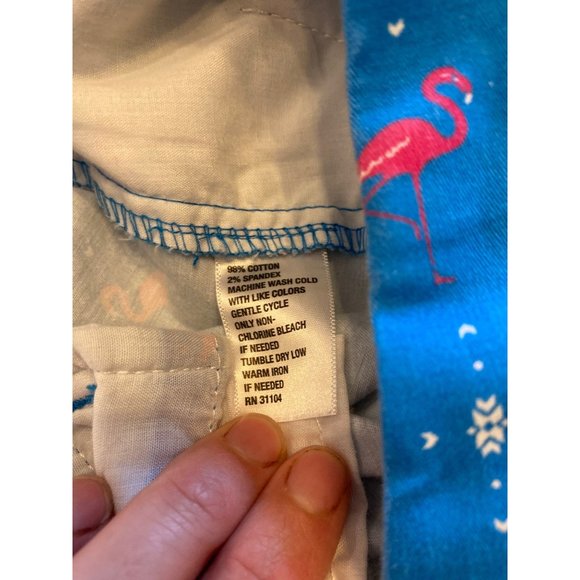 98% COTTON
2% SPANDEX
MACHINE WASH COLD
WITH LIKE COLORS
GENTLE CYCLE
ONLY NON-
CHLORINE BLEACH
IF NEEDED
TUMBLE DRY LOW
WARM IRON
IF NEEDED
RN 31104